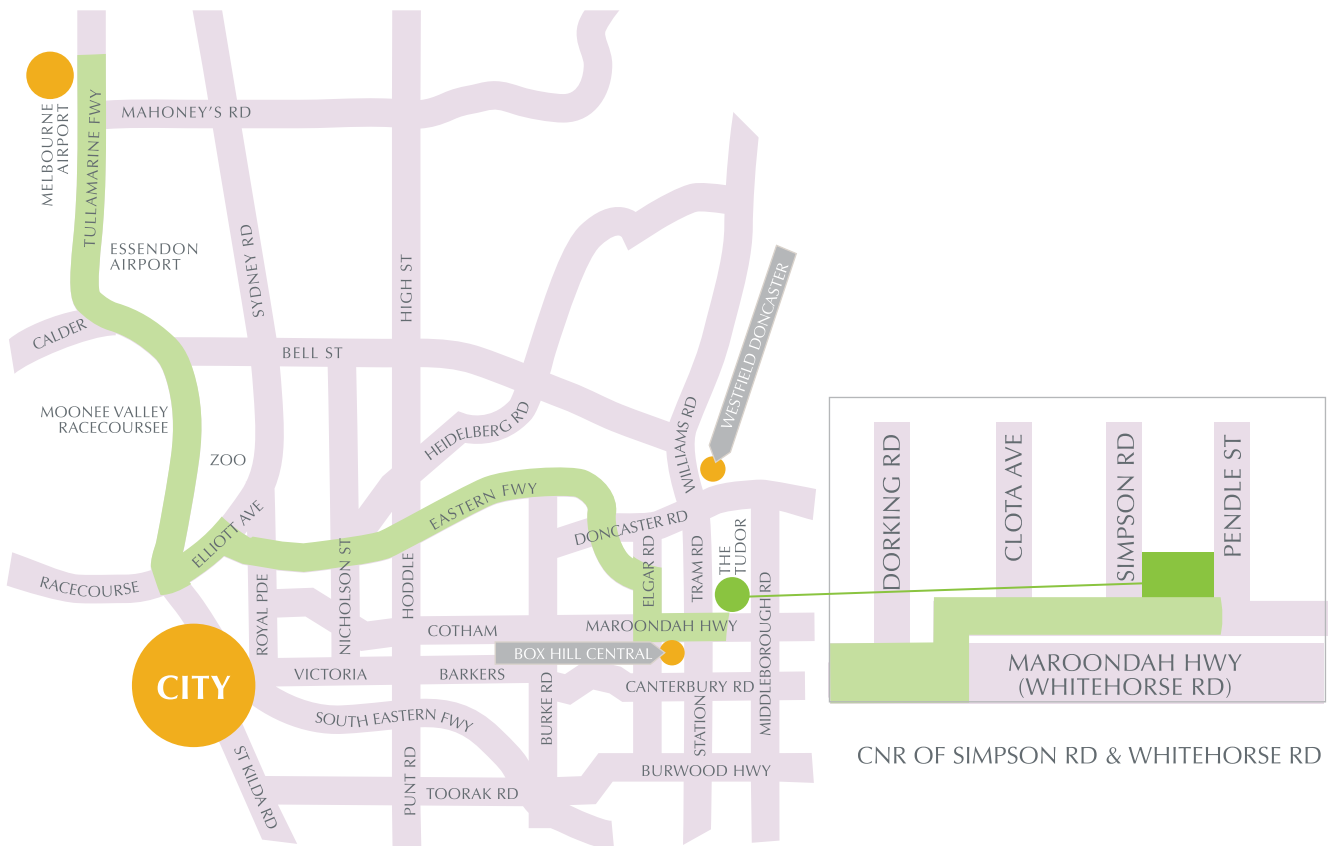 MELBOURNE
AIRPORT
TULLAMARINE FWY
MAHONEY'S RD
ESSENDON
AIRPORT
SYDNEY RD
HIGH ST
CALDER
BELL ST
WESTFIELD DONCASTER
MOONEE VALLEY
RACECOURSEE
ZOO
HEIDELBERG RD
WILLIAMS RD
EASTERN FWY
ELLIOTT AVE
DONCASTER RD
RACECOURSE
ROYAL PDE
NICHOLSON ST
HODDLE
ELGAR RD
TRAM RD
THE
TUDOR
MIDDLEBOROUGH RD
COTHAM
MAROONDAH HWY
BOX HILL CENTRAL
CITY
VICTORIA
BARKERS
CANTERBURY RD
SOUTH EASTERN FWY
BURKE RD
STATION
ST KILDA RD
PUNT RD
TOORAK RD
BURWOOD HWY
DORKING RD
CLOTA AVE
SIMPSON RD
PENDLE ST
MAROONDAH HWY
(WHITEHORSE RD)
CNR OF SIMPSON RD & WHITEHORSE RD